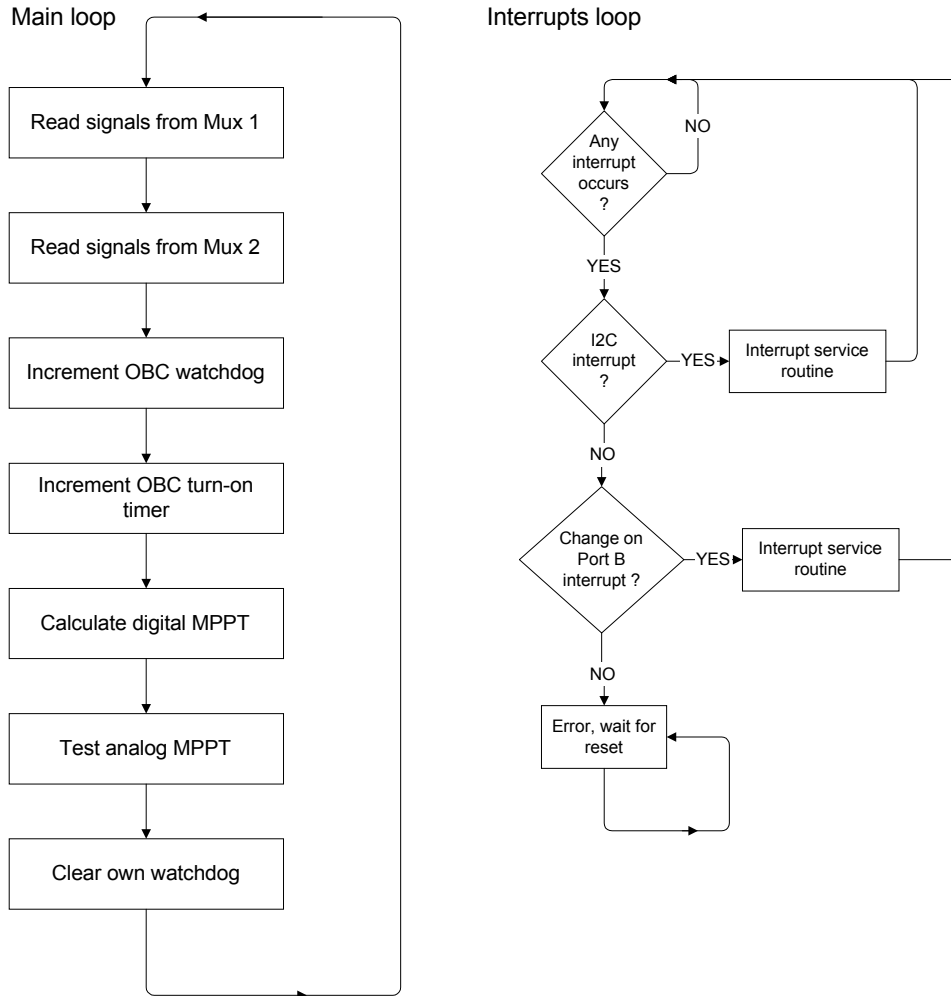 Main loop
Read signals from Mux 1
Read signals from Mux 2
Increment OBC watchdog
Increment OBC turn-on
timer
Calculate digital MPPT
Test analog MPPT
Clear own watchdog
Interrupts loop
Any
interrupt
occurs
?
NO
YES
I2C
interrupt
?
YES
Interrupt service
routine
NO
Change on
Port B
interrupt ?
YES
Interrupt service
routine
NO
Error, wait for
reset